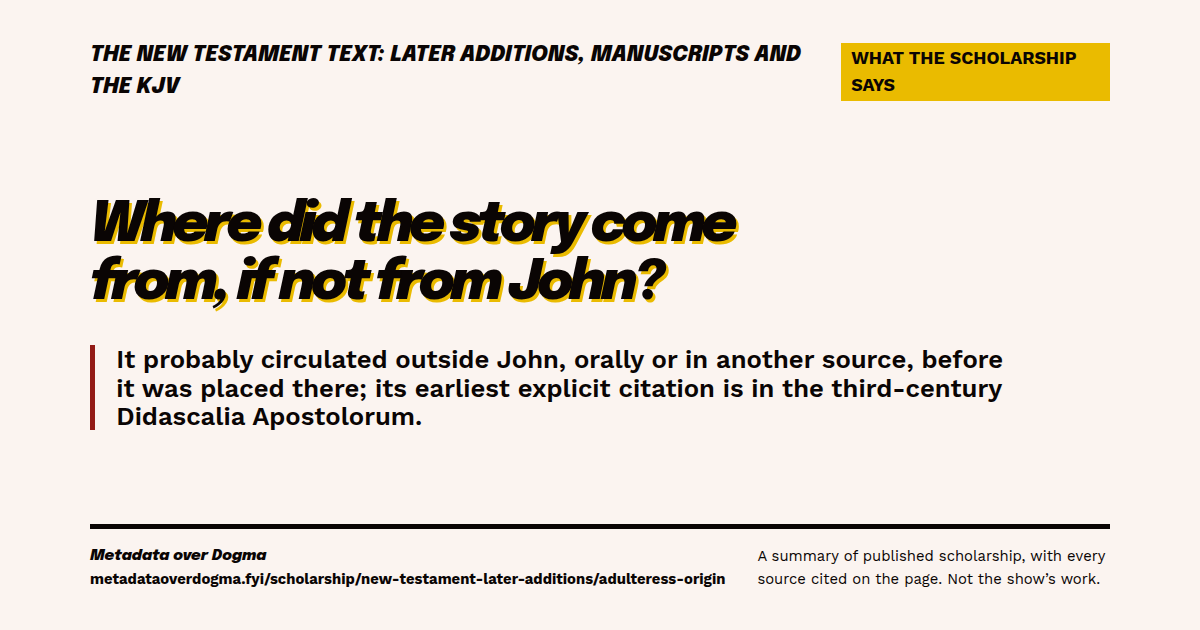 THE NEW TESTAMENT TEXT: LATER ADDITIONS, MANUSCRIPTS AND
THE KJV
WHAT THE SCHOLARSHIP
SAYS
Where did the story come
from, if not from John?
It probably circulated outside John, orally or in another source, before
it was placed there; its earliest explicit citation is in the third-century
Didascalia Apostolorum.
Metadata over Dogma
metadataoverdogma.fyi/scholarship/new-testament-later-additions/adulteress-origin
A summary of published scholarship, with every
source cited on the page. Not the show’s work.